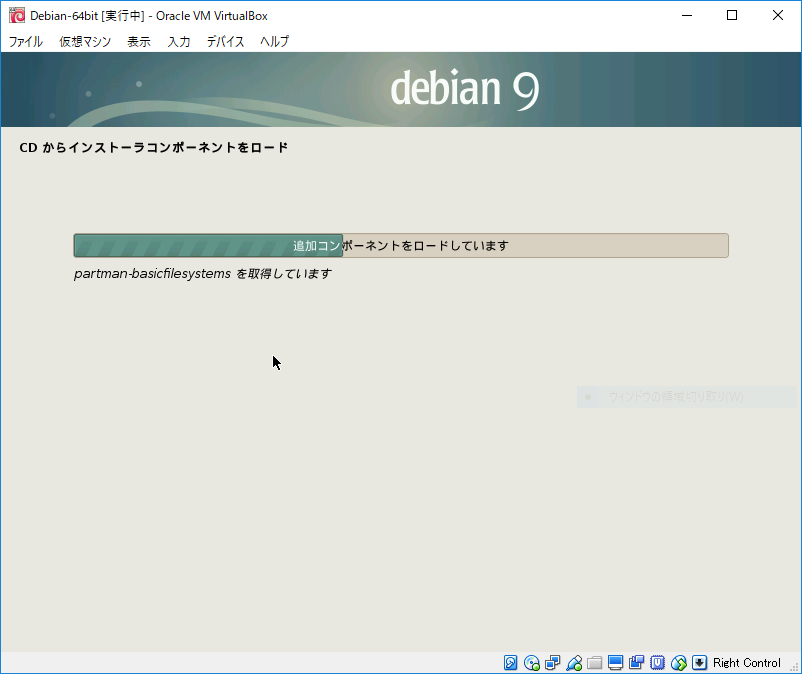 Debian-64bit [実行中] - Oracle VM VirtualBox
ファイル 仮想マシン 表示 入力 デバイス ヘルプ
debian 9
CD からインストーラコンポーネントをロード
追加コンポーネントをロードしています
partman-basicfilesystems を取得しています
ウィンドウの領域切り取り(W)
Right Control